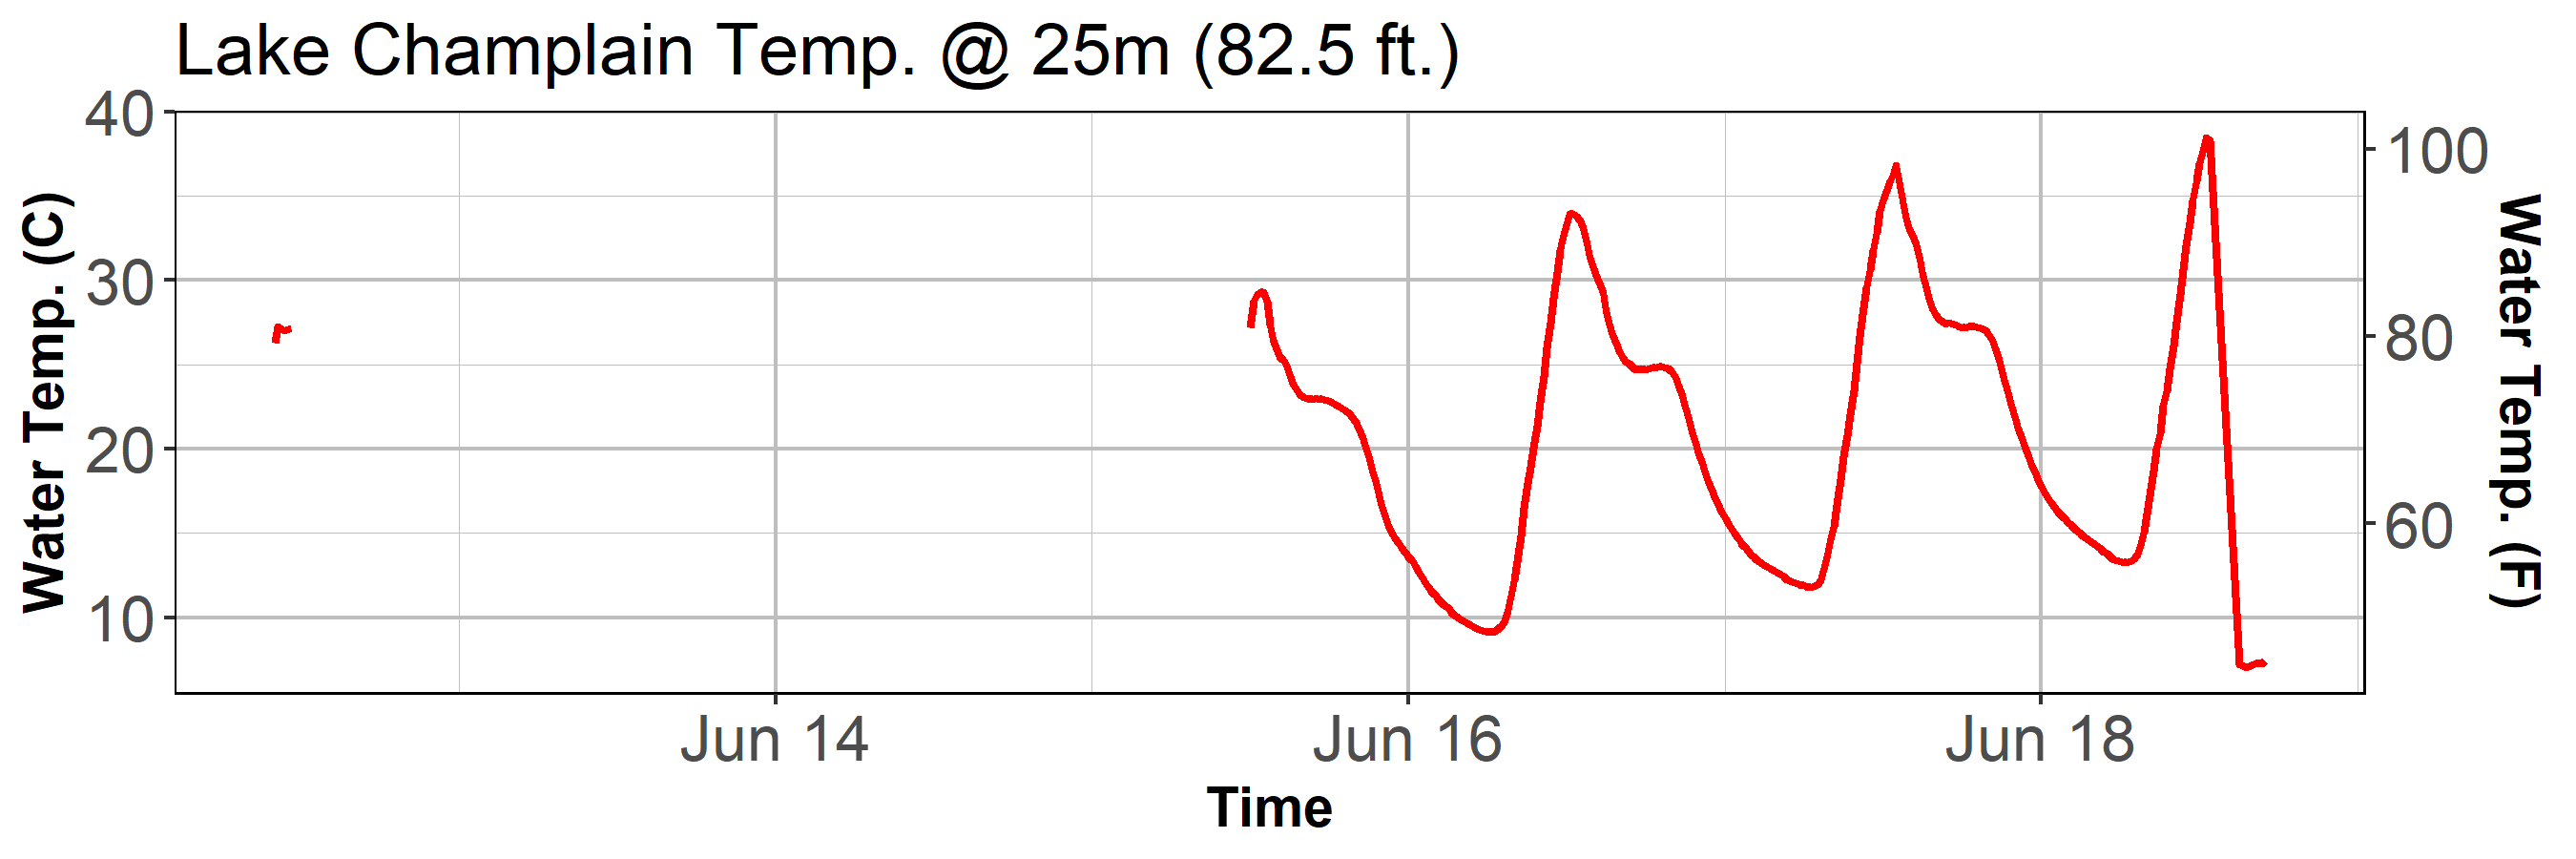 Lake Champlain Temp. @ 25m (82.5 ft.)
40
30
20
10
Water Temp. (C)
100
80
60
Water Temp. (F)
Jun 14
Jun 16
Jun 18
Time